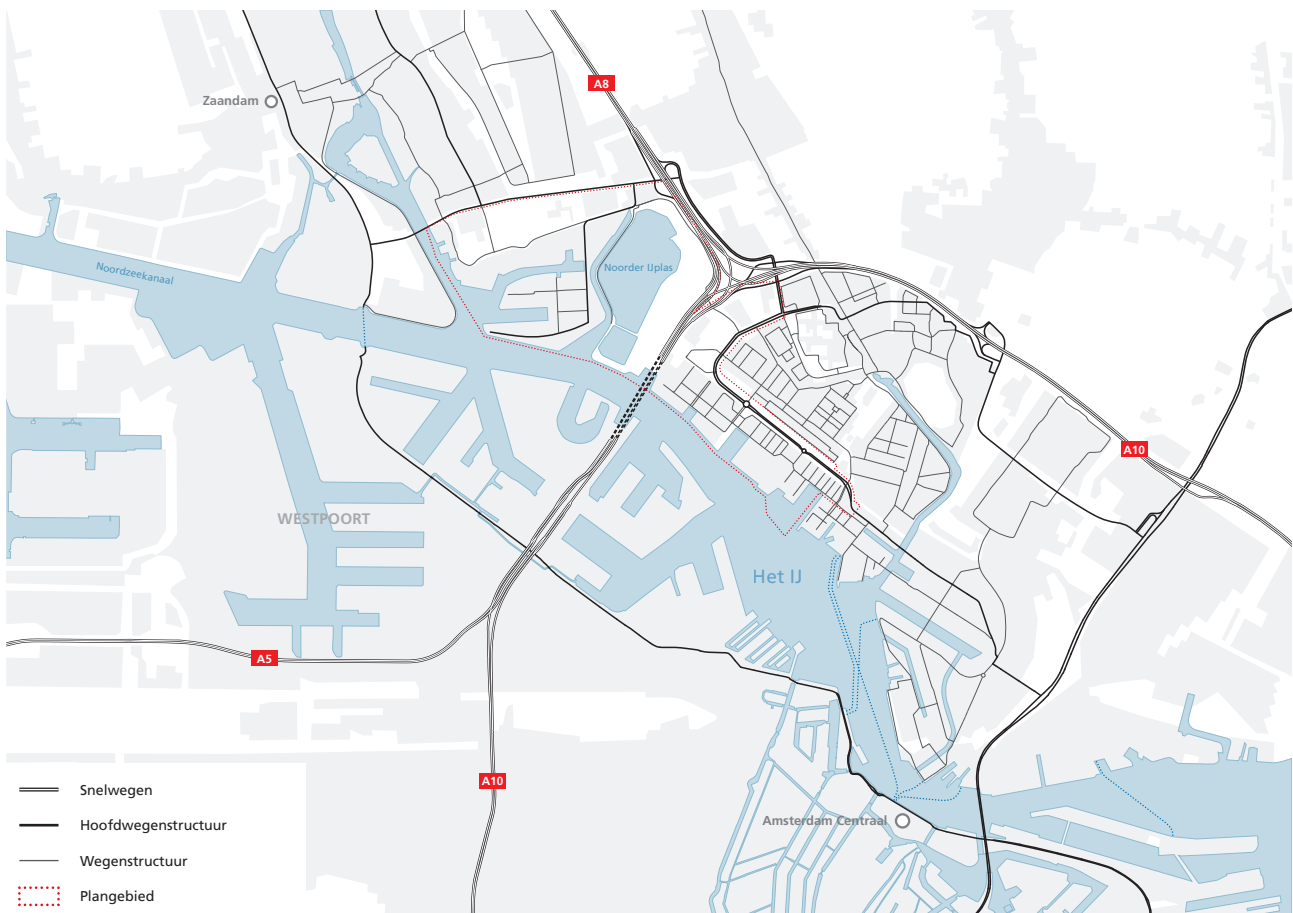 A8
Zaandam
Noordzeekanaal
Noorder IJplas
A10
WESTPOORT
Het IJ
A5
A10
Amsterdam Centraal
Snelwegen
Hoofdwegenstructuur
Wegenstructuur
Plangebied